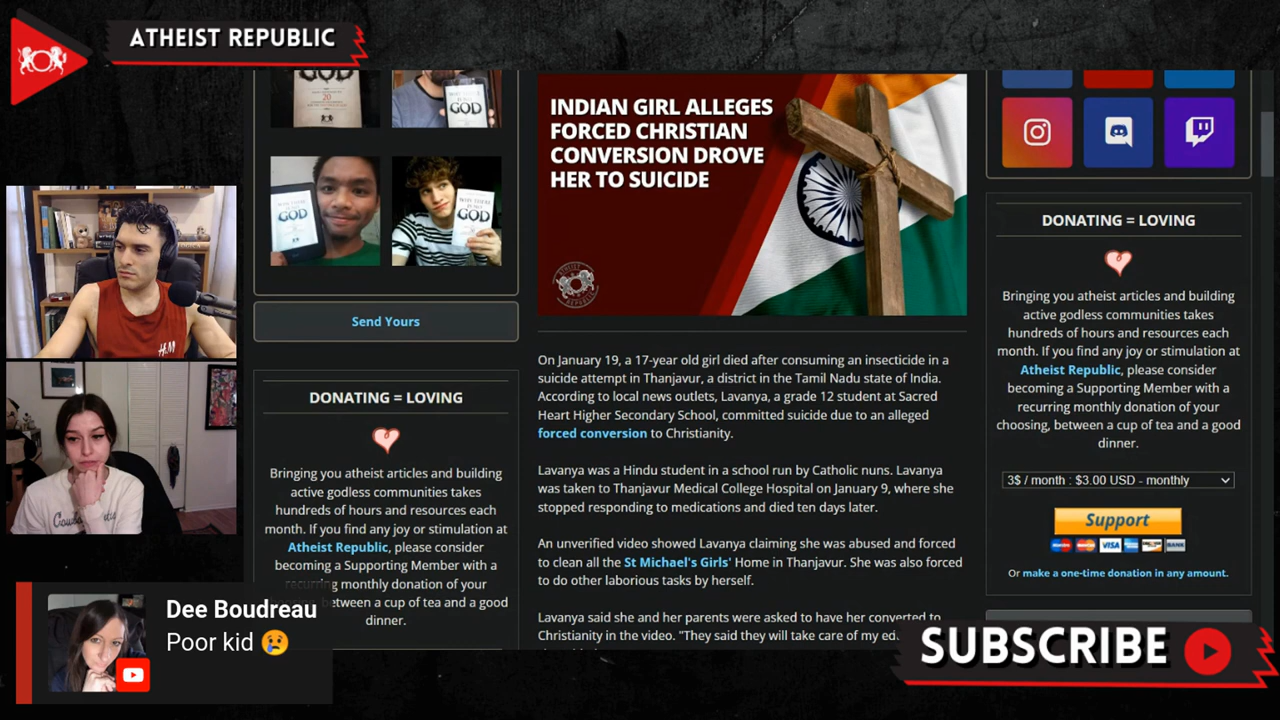 ATHEIST REPUBLIC
GOD
GOD
GOD
GOD
Send Yours
DONATING = LOVING
Bringing you atheist articles and building
active godless communities takes
hundreds of hours and resources each
month. If you find any joy or stimulation at
Atheist Republic, please consider
becoming a Supporting Member with a
recurring monthly donation of your
between a cup of tea and a good
dinner.
INDIAN GIRL ALLEGES
FORCED CHRISTIAN
CONVERSION DROVE
HER TO SUICIDE
On January 19, a 17-year old girl died after consuming an insecticide in a
suicide attempt in Thanjavur, a district in the Tamil Nadu state of India.
According to local news outlets, Lavanya, a grade 12 student at Sacred
Heart Higher Secondary School, committed suicide due to an alleged
forced conversion to Christianity.
Lavanya was a Hindu student in a school run by Catholic nuns. Lavanya
was taken to Thanjavur Medical College Hospital on January 9, where she
stopped responding to medications and died ten days later.
An unverified video showed Lavanya claiming she was abused and forced
to clean all the St Michael's Girls' Home in Thanjavur. She was also forced
to do other laborious tasks by herself.
Lavanya said she and her parents were asked to have her converted to
Christianity in the video. "They said they will take care of my
DONATING = LOVING
Bringing you atheist articles and building
active godless communities takes
hundreds of hours and resources each
month. If you find any joy or stimulation at
Atheist Republic, please consider
becoming a Supporting Member with a
recurring monthly donation of your
choosing, between a cup of tea and a good
dinner.
3$ / month : $3.00 USD - monthly
Support
VISA
BANK
Or make a one-time donation in any amount.
H&M
Dee Boudreau
Poor kid 😢
SUBSCRIBE